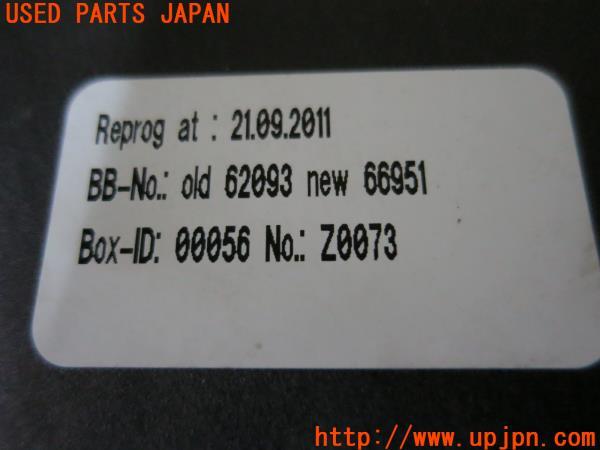 USED PARTS JAPAN
Reprog at : 21.09.2011
BB-No.: old 62093 new 66951
Box-ID: 00056 No.: Z0073
http://www.upjpn.com